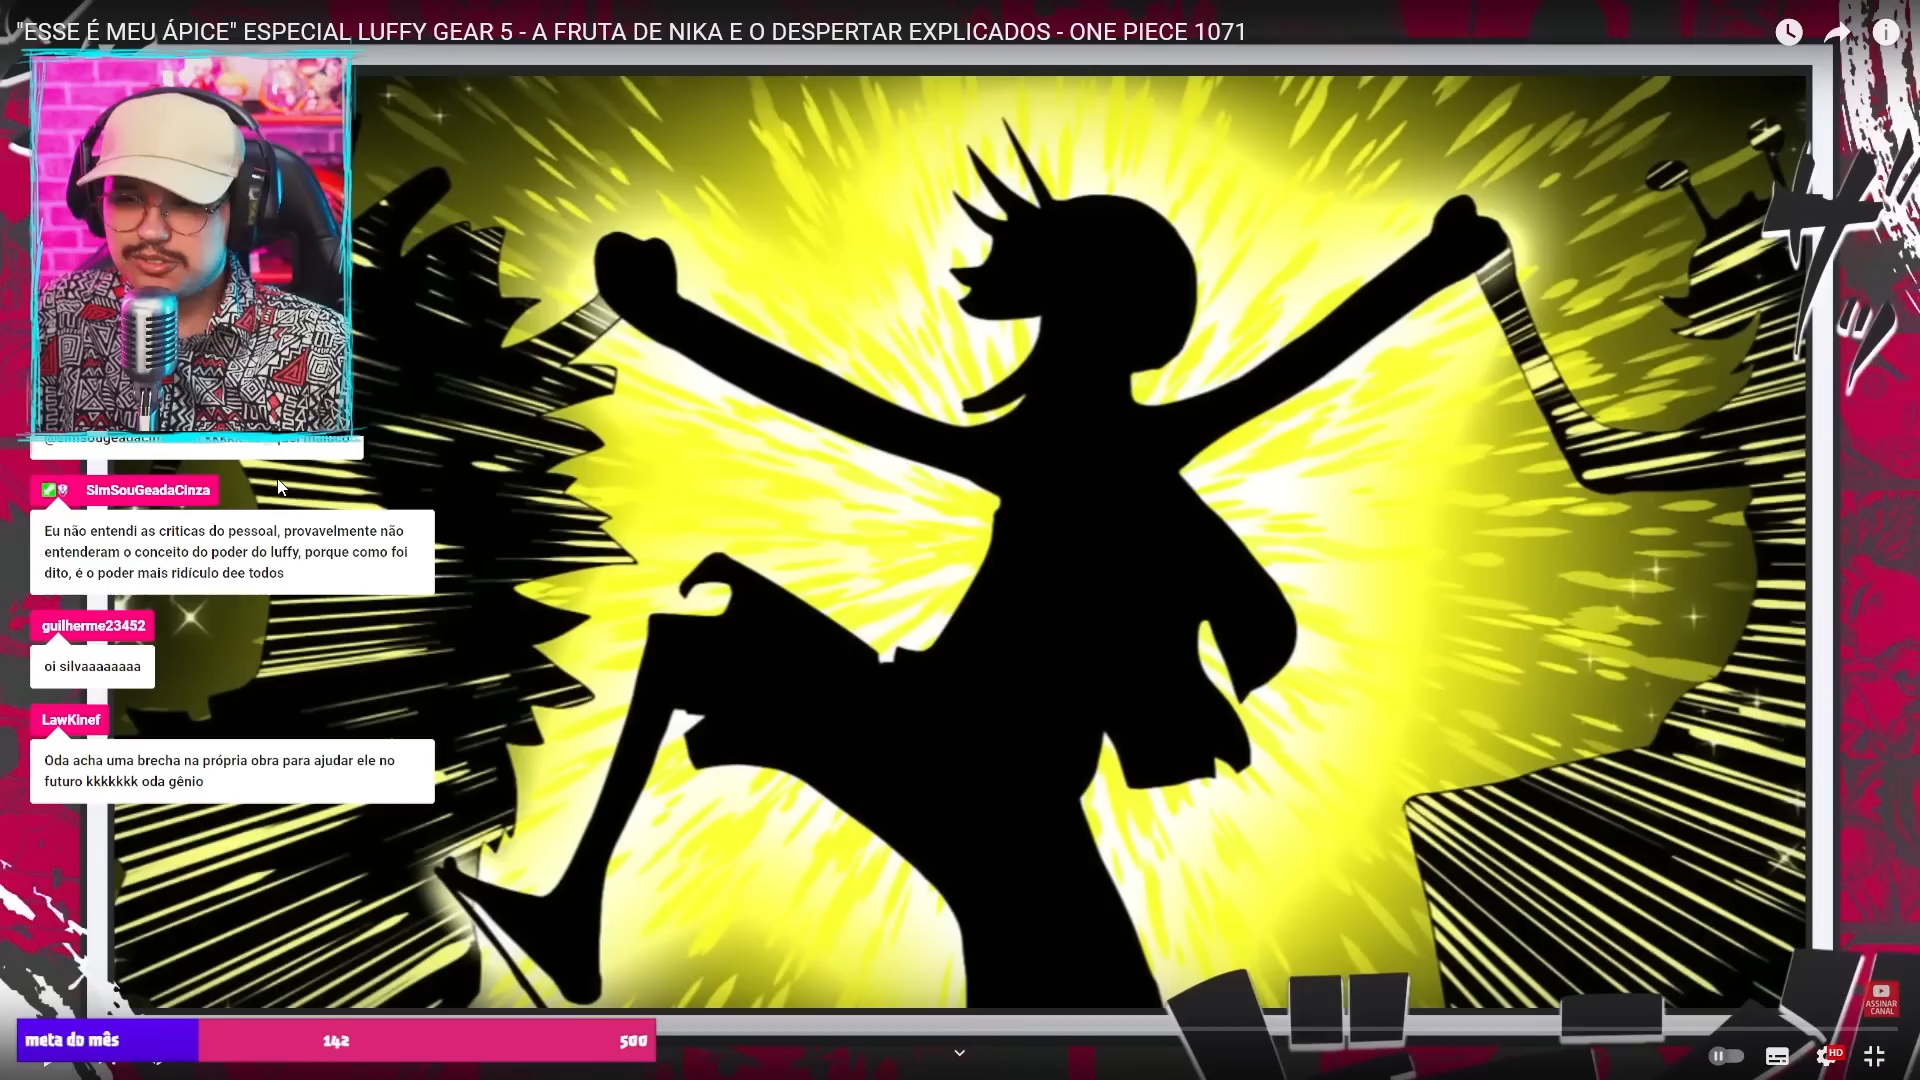 "ESSE É MEU ÁPICE" ESPECIAL LUFFY GEAR 5 - A FRUTA DE NIKA E O DESPERTAR EXPLICADOS - ONE PIECE 1071
SimSouGeadaCinza
Eu não entendi as criticas do pessoal, provavelmente não
entenderam o conceito do poder do luffy, porque como foi
dito, é o poder mais ridículo dee todos
guilherme23452
oi silvaaaaaaaa
LawKinef
Oda acha uma brecha na própria obra para ajudar ele no
futuro kkkkkkk oda gênio
meta do mês 142 500
ASSINAR
CANAL
HD